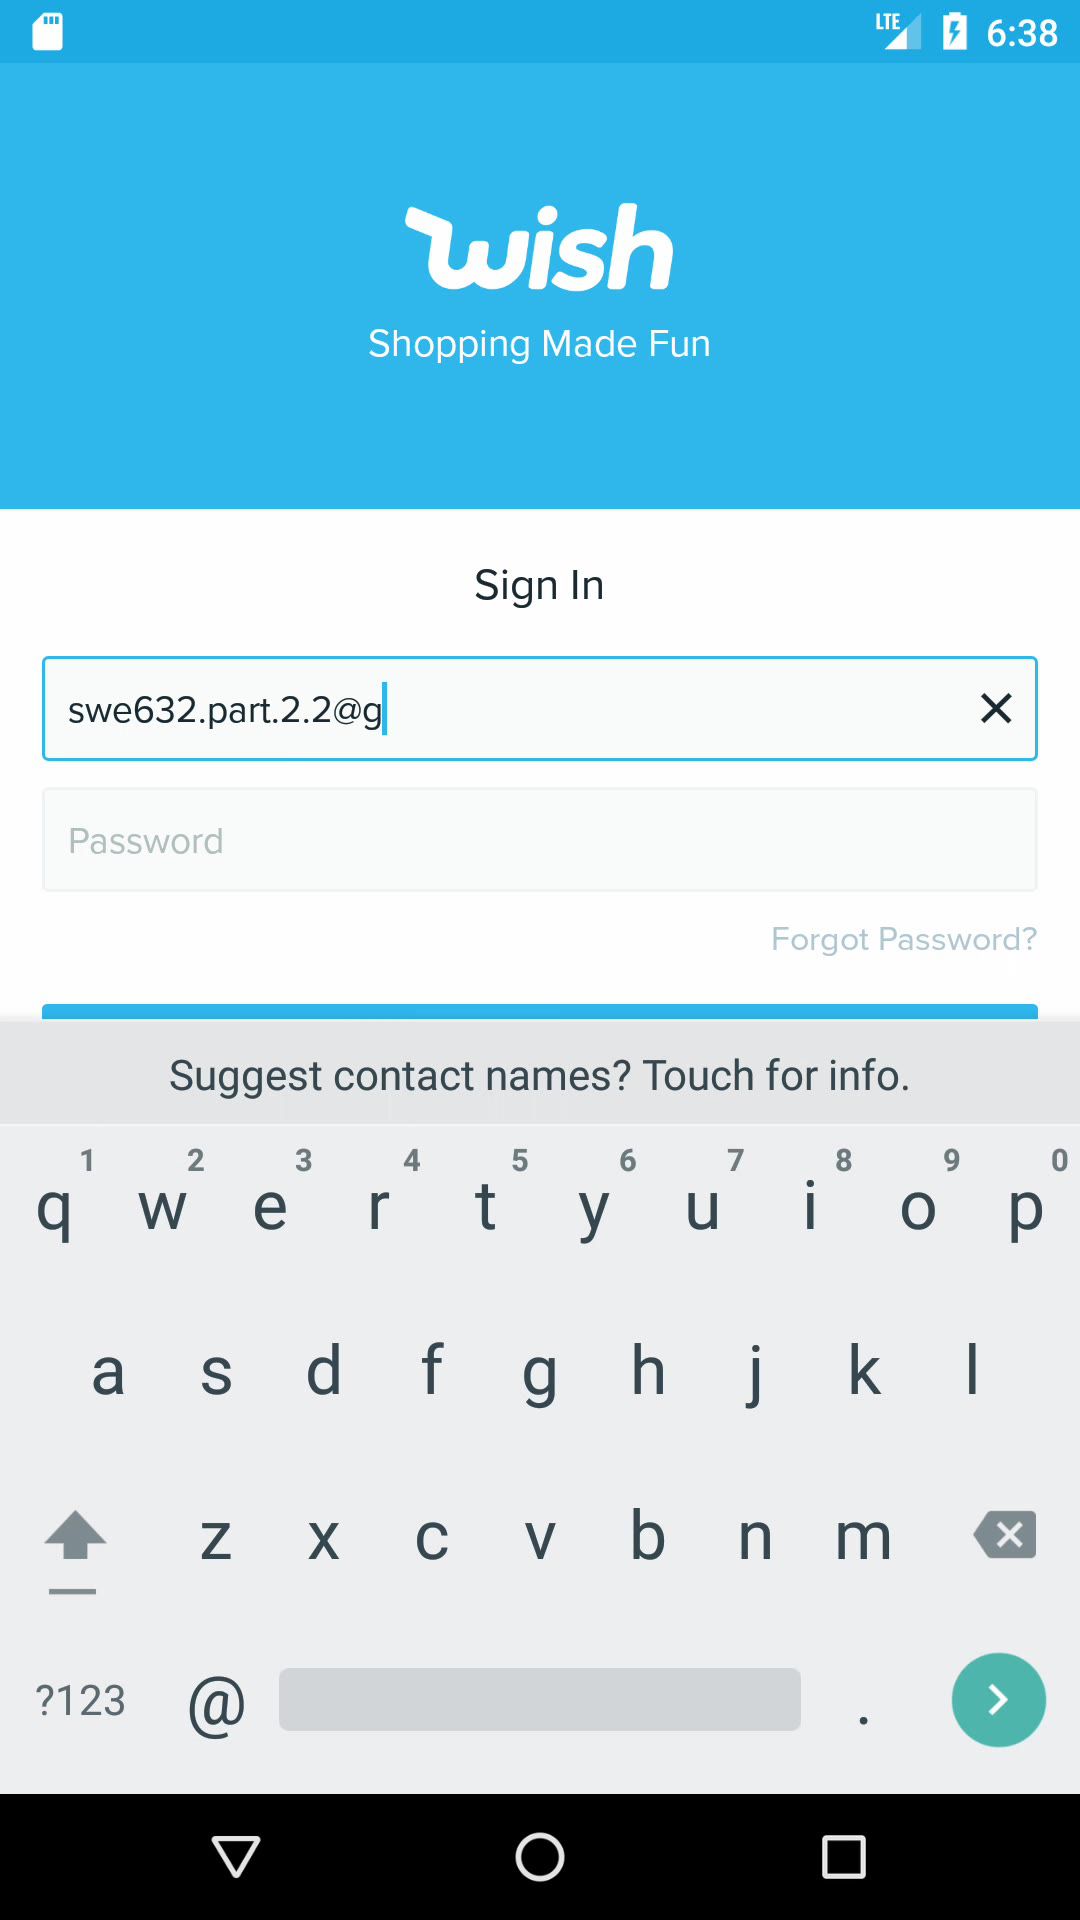 LTE 6:38
wish
Shopping Made Fun
Sign In
swe632.part.2.2@g
Password
Forgot Password?
Suggest contact names? Touch for info.
1 2 3 4 5 6 7 8 9 0
q w e r t y u i o p
a s d f g h j k l
z x c v b n m
?123 @ .